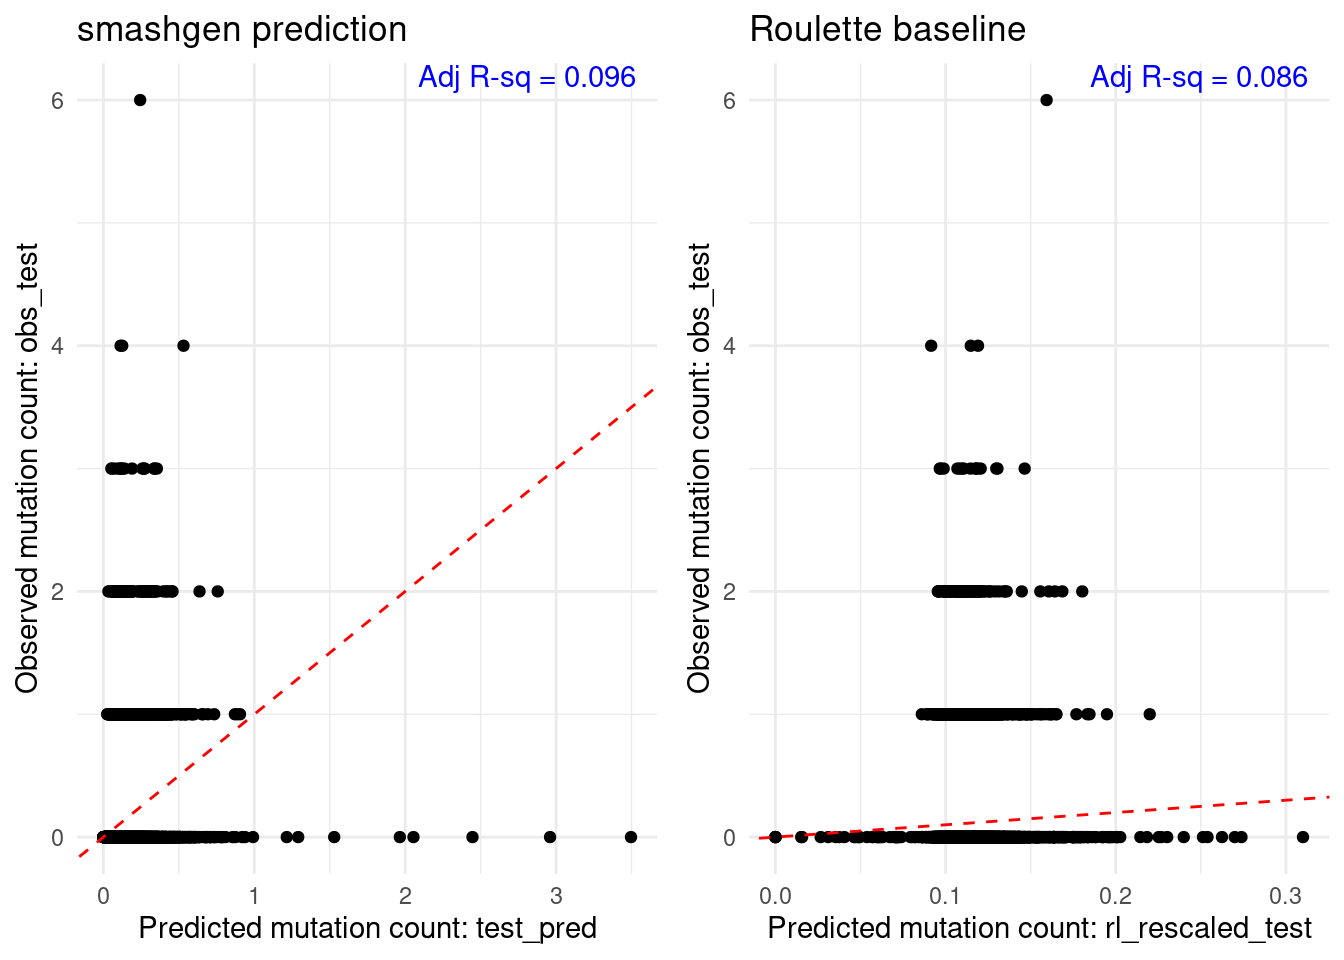 smashgen prediction
Adj R-sq = 0.096
Observed mutation count: obs_test
6
4
2
0
0
1
2
3
Predicted mutation count: test_pred
Roulette baseline
Adj R-sq = 0.086
Observed mutation count: obs_test
6
4
2
0
0.0
0.1
0.2
0.3
Predicted mutation count: rl_rescaled_test